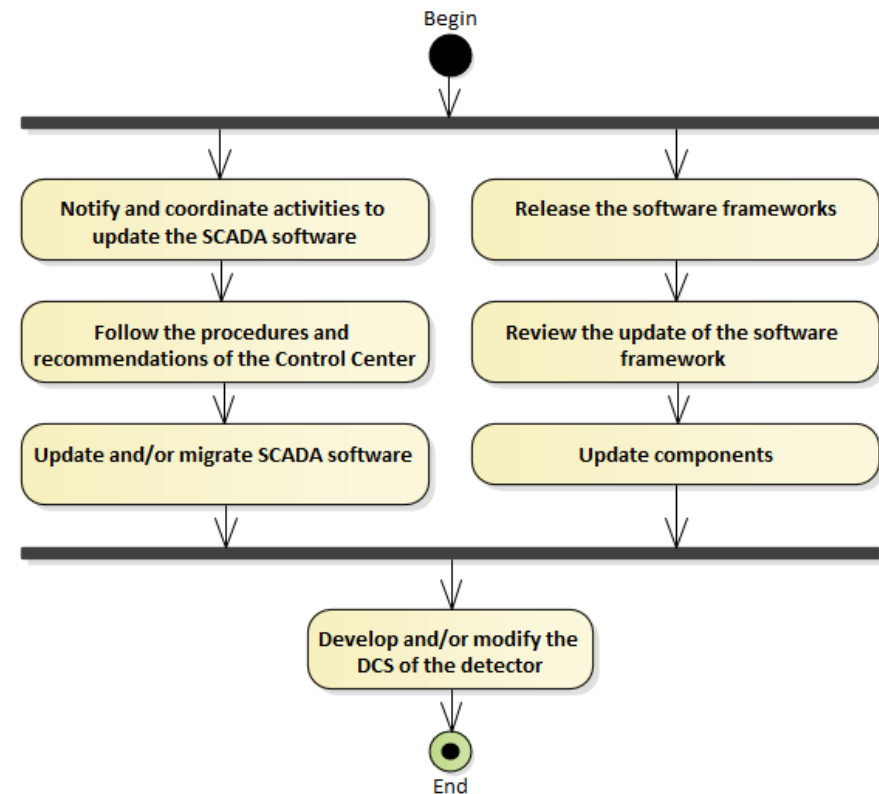 Begin
Notify and coordinate activities to
update the SCADA software
Release the software frameworks
Follow the procedures and
recommendations of the Control Center
Review the update of the software
framework
Update and/or migrate SCADA software
Update components
Develop and/or modify the
DCS of the detector
End